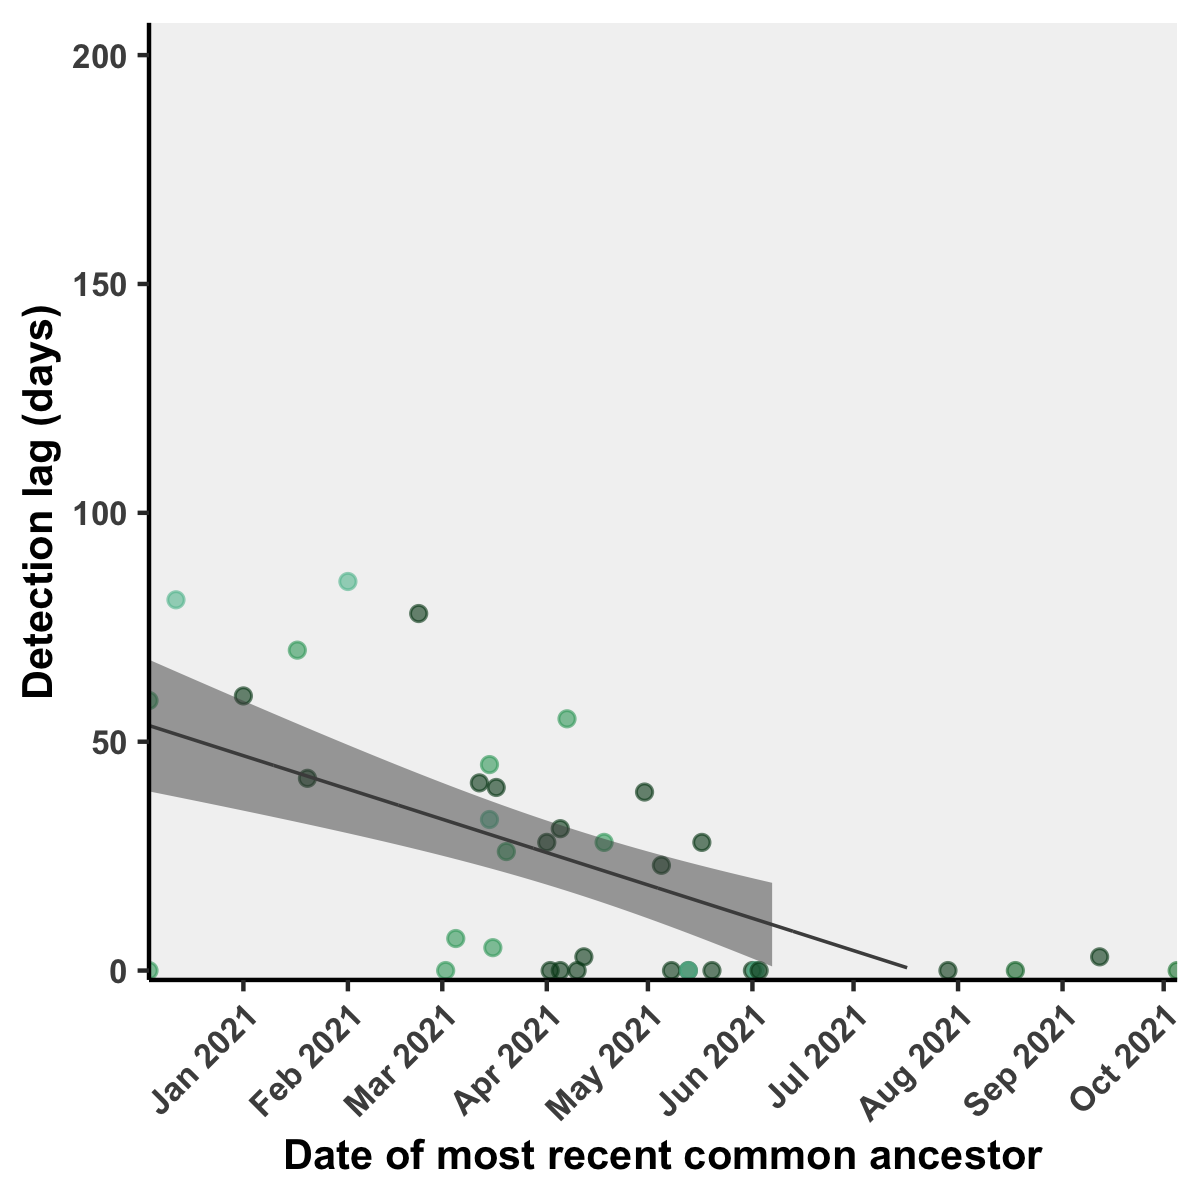 Detection lag (days)
200
150
100
50
0
Jan 2021
Feb 2021
Mar 2021
Apr 2021
May 2021
Jun 2021
Jul 2021
Aug 2021
Sep 2021
Oct 2021
Date of most recent common ancestor